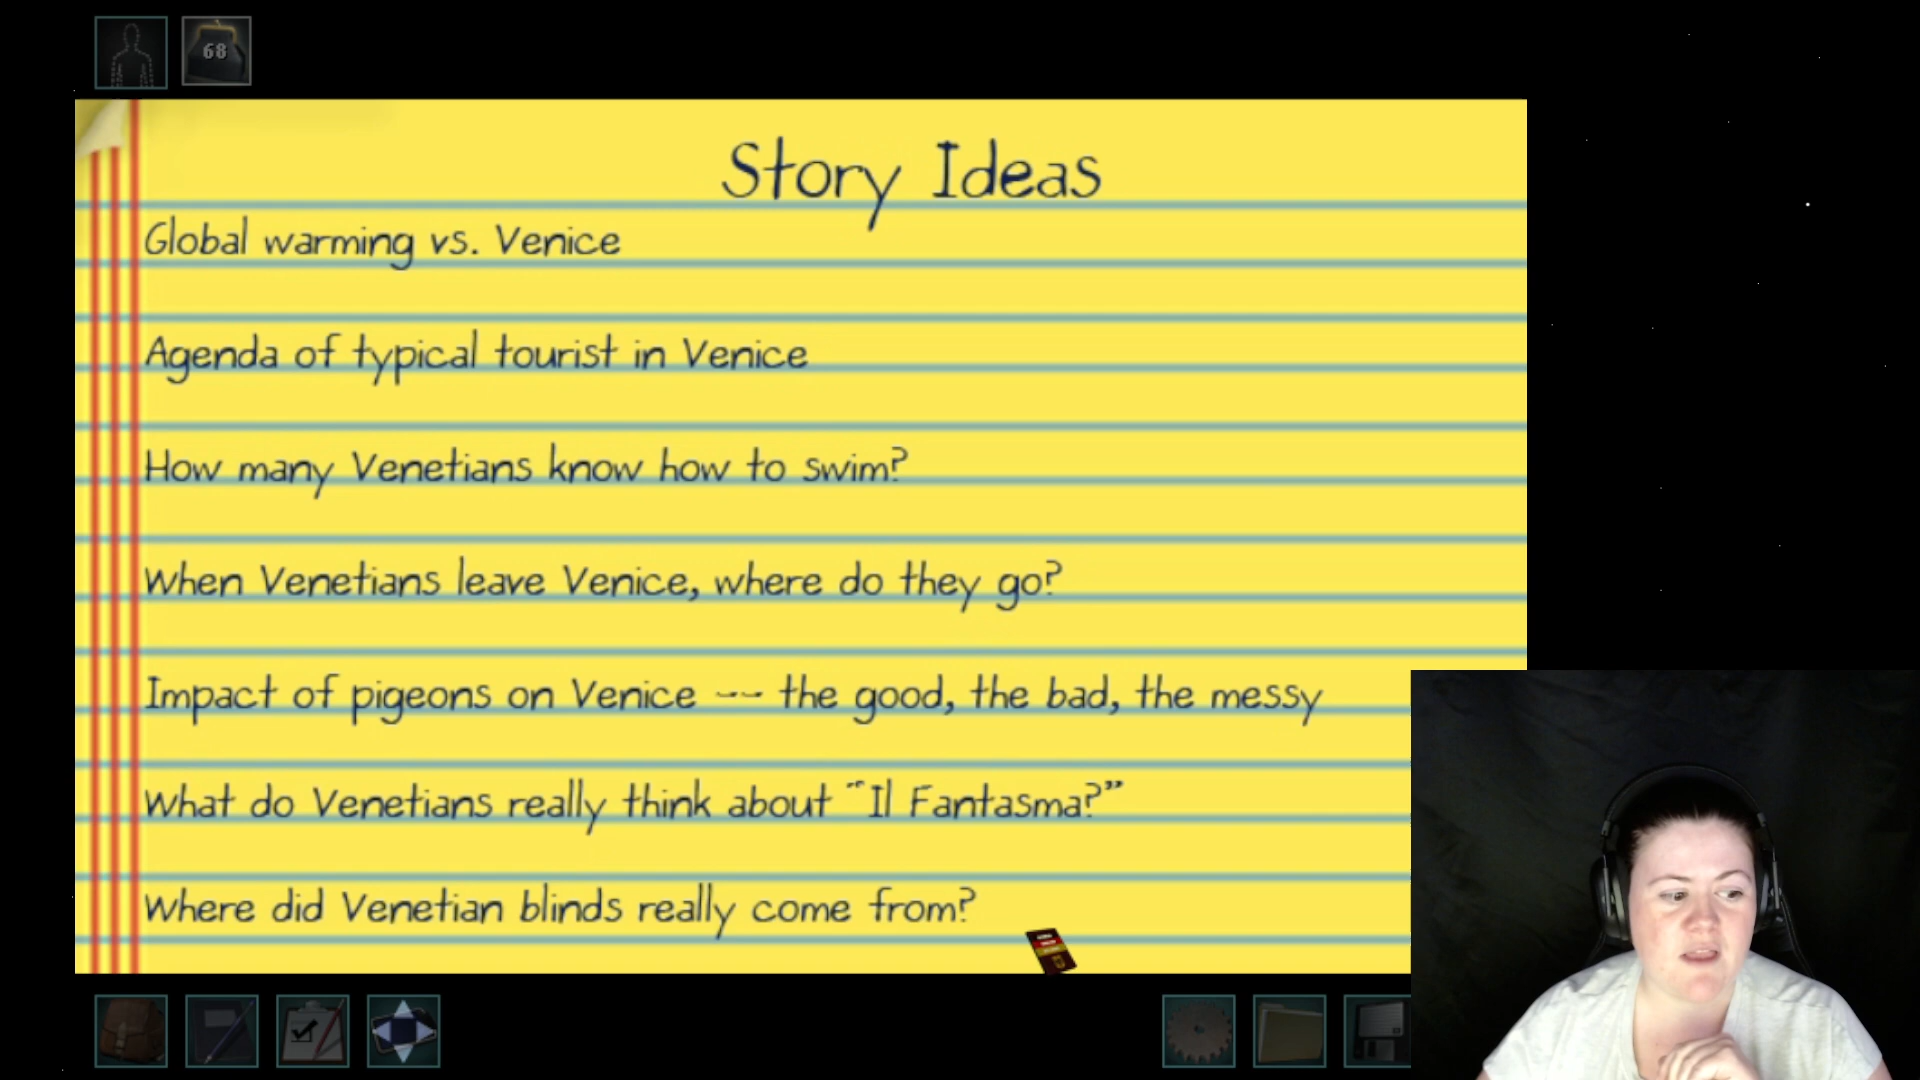 68
Story Ideas
Global warming vs. Venice
Agenda of typical tourist in Venice
How many Venetians know how to swim?
When Venetians leave Venice, where do they go?
Impact of pigeons on Venice -- the good, the bad, the messy
What do Venetians really think about "Il Fantasma?"
Where did Venetian blinds really come from?